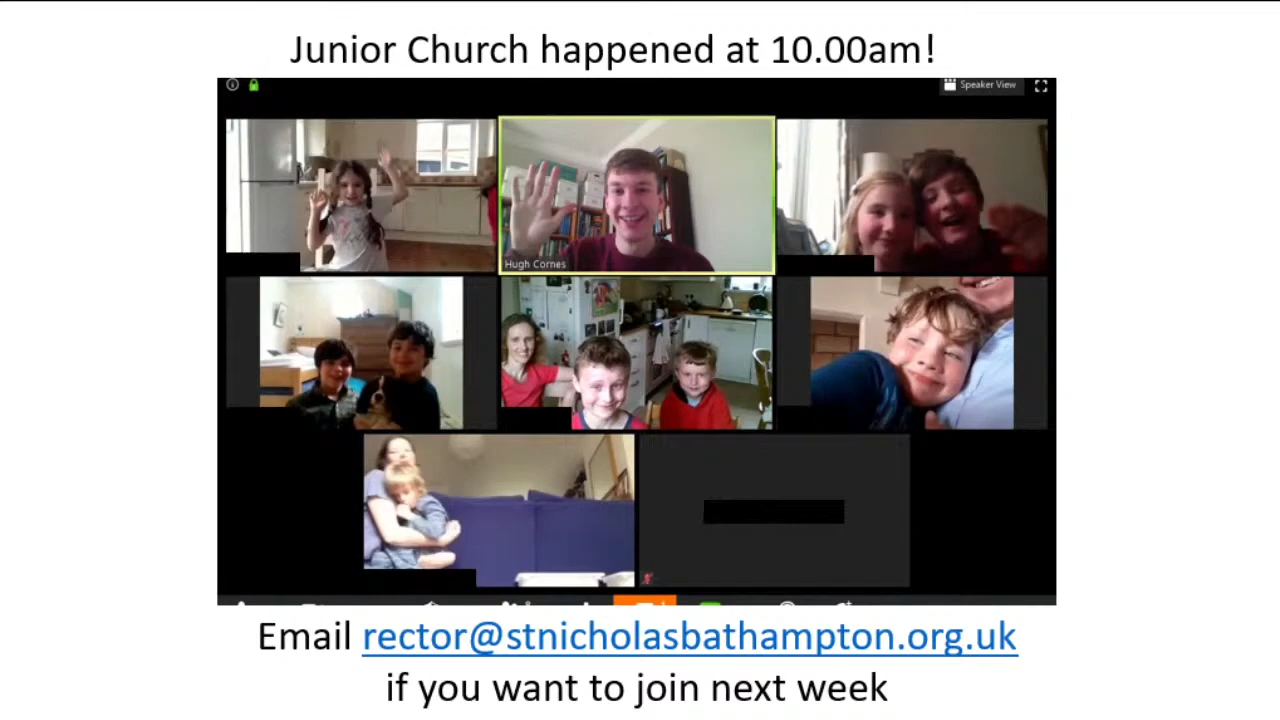 Junior Church happened at 10.00am!
Speaker View
Hugh Cornes
Email rector@stnicholasbathampton.org.uk
if you want to join next week